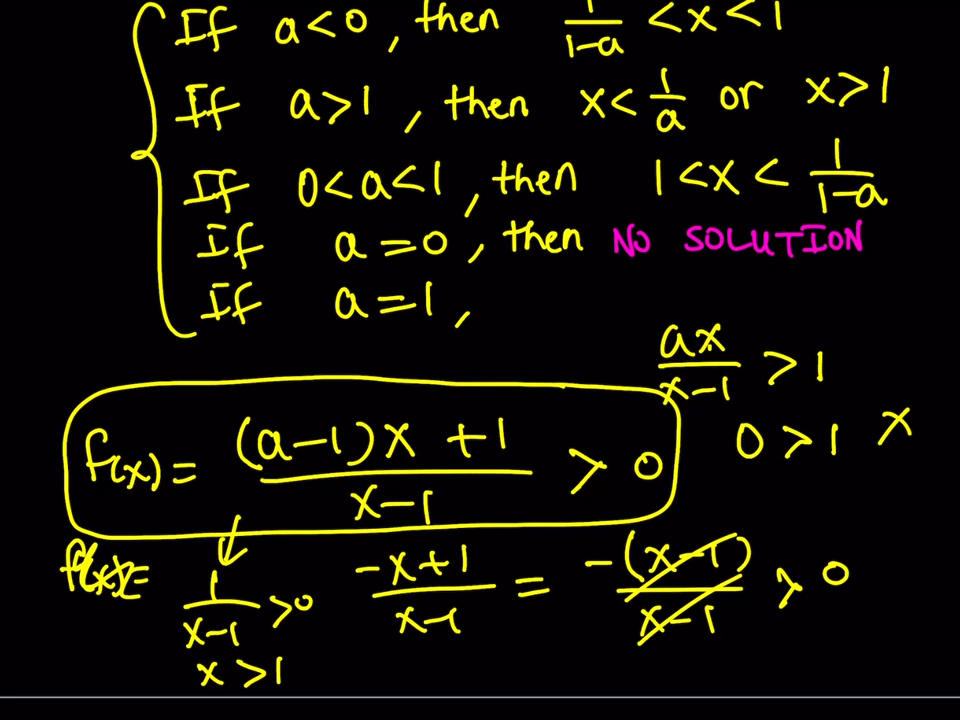 If a<0, then 1/(1-a) <x<1
If a>1, then x< 1/a or x>1
If 0<a<1, then 1<x< 1/(1-a)
If a=0, then NO SOLUTION
If a=1,
ax/(x-1) >1
f(x)= ((a-1)x+1)/(x-1) >0
0>1 x
f(x)= 1/(x-1) >0
(-x+1)/(x-1) = -(x-1)/(x-1) >0
x>1